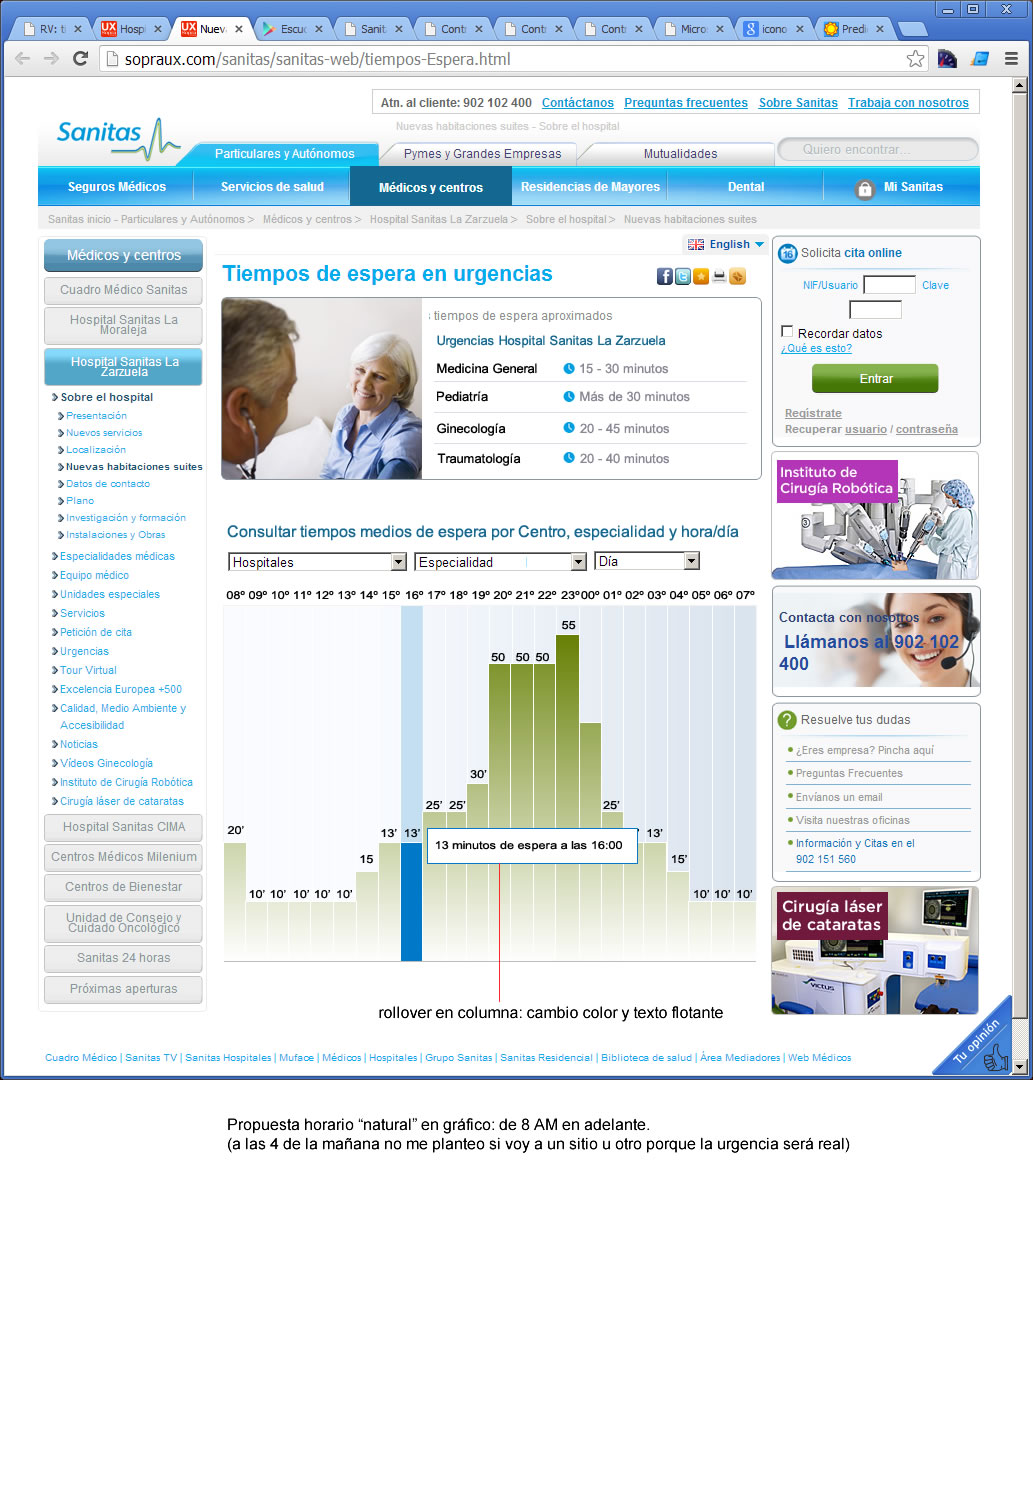 RV: ti
Hospi
Nuev
Escuc
Sanit
Contr
Contr
Contr
Micros
icono
Predi
sopraux.com/sanitas/sanitas-web/tiempos-Espera.html
Atn. al cliente: 902 102 400 Contáctanos Preguntas frecuentes Sobre Sanitas Trabaja con nosotros
Nuevas habitaciones suites - Sobre el hospital
Sanitas
Particulares y Autónomos
Pymes y Grandes Empresas
Mutualidades
Quiero encontrar...
Seguros Médicos
Servicios de salud
Médicos y centros
Residencias de Mayores
Dental
Mi Sanitas
Sanitas inicio - Particulares y Autónomos > Médicos y centros > Hospital Sanitas La Zarzuela > Sobre el hospital > Nuevas habitaciones suites
Médicos y centros
Cuadro Médico Sanitas
Hospital Sanitas La
Moraleja
Hospital Sanitas La
Zarzuela
Sobre el hospital
Presentación
Nuevos servicios
Localización
Nuevas habitaciones suites
Datos de contacto
Plano
Investigación y formación
Instalaciones y Obras
Especialidades médicas
Equipo médico
Unidades especiales
Servicios
Petición de cita
Urgencias
Tour Virtual
Excelencia Europea +500
Calidad, Medio Ambiente y
Accesibilidad
Noticias
Vídeos Ginecología
Instituto de Cirugía Robótica
Cirugía láser de cataratas
Hospital Sanitas CIMA
Centros Médicos Milenium
Centros de Bienestar
Unidad de Consejo y
Cuidado Oncológico
Sanitas 24 horas
Próximas aperturas
English
Tiempos de espera en urgencias
tiempos de espera aproximados
Urgencias Hospital Sanitas La Zarzuela
Medicina General 15 - 30 minutos
Pediatría Más de 30 minutos
Ginecología 20 - 45 minutos
Traumatología 20 - 40 minutos
Consultar tiempos medios de espera por Centro, especialidad y hora/día
Hospitales
Especialidad
Día
08º 09º 10º 11º 12º 13º 14º 15º 16º 17º 18º 19º 20º 21º 22º 23º 00º 01º 02º 03º 04º 05º 06º 07º
20' 10' 10' 10' 10' 10' 15 13' 13' 25' 25' 30' 50 50 50 55 25' 13' 15' 10' 10' 10'
13 minutos de espera a las 16:00
rollover en columna: cambio color y texto flotante
16
Solicita cita online
NIF/Usuario
Clave
Recordar datos
¿Qué es esto?
Entrar
Regístrate
Recuperar usuario / contraseña
Instituto de
Cirugía Robótica
Contacta con nosotros
Llámanos al 902 102
400
Resuelve tus dudas
¿Eres empresa? Pincha aquí
Preguntas Frecuentes
Envíanos un email
Visita nuestras oficinas
Información y Citas en el
902 151 560
Cirugía láser
de cataratas
VICTUS
Tu opinión
Cuadro Médico | Sanitas TV | Sanitas Hospitales | Muface | Médicos | Hospitales | Grupo Sanitas | Sanitas Residencial | Biblioteca de salud | Área Mediadores | Web Médicos
Propuesta horario “natural” en gráfico: de 8 AM en adelante.
(a las 4 de la mañana no me planteo si voy a un sitio u otro porque la urgencia será real)